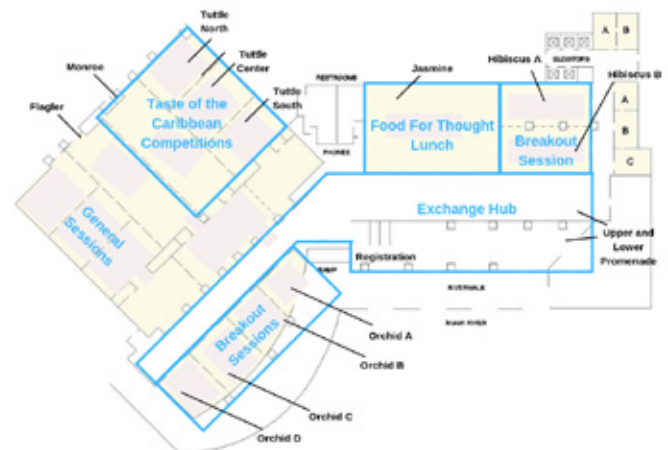 Tuttle
North
Tuttle
Center
Tuttle
South
Monroe
Flagler
Taste of the
Caribbean
Competitions
General
Sessions
RESTROOMS
PHONES
Jasmine
Food For Thought
Lunch
Hibiscus A
Hibiscus B
Breakout
Session
ELEVATORS
A
B
A
B
C
Exchange Hub
Upper and
Lower
Promenade
Registration
RAMP
RIVERWALK
MIAMI RIVER
Breakout
Sessions
Orchid A
Orchid B
Orchid C
Orchid D